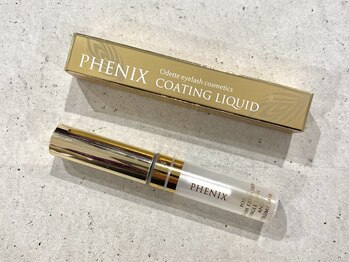 Odette eyelash cosmetics
PHENIX COATING LIQUID
PHENIX